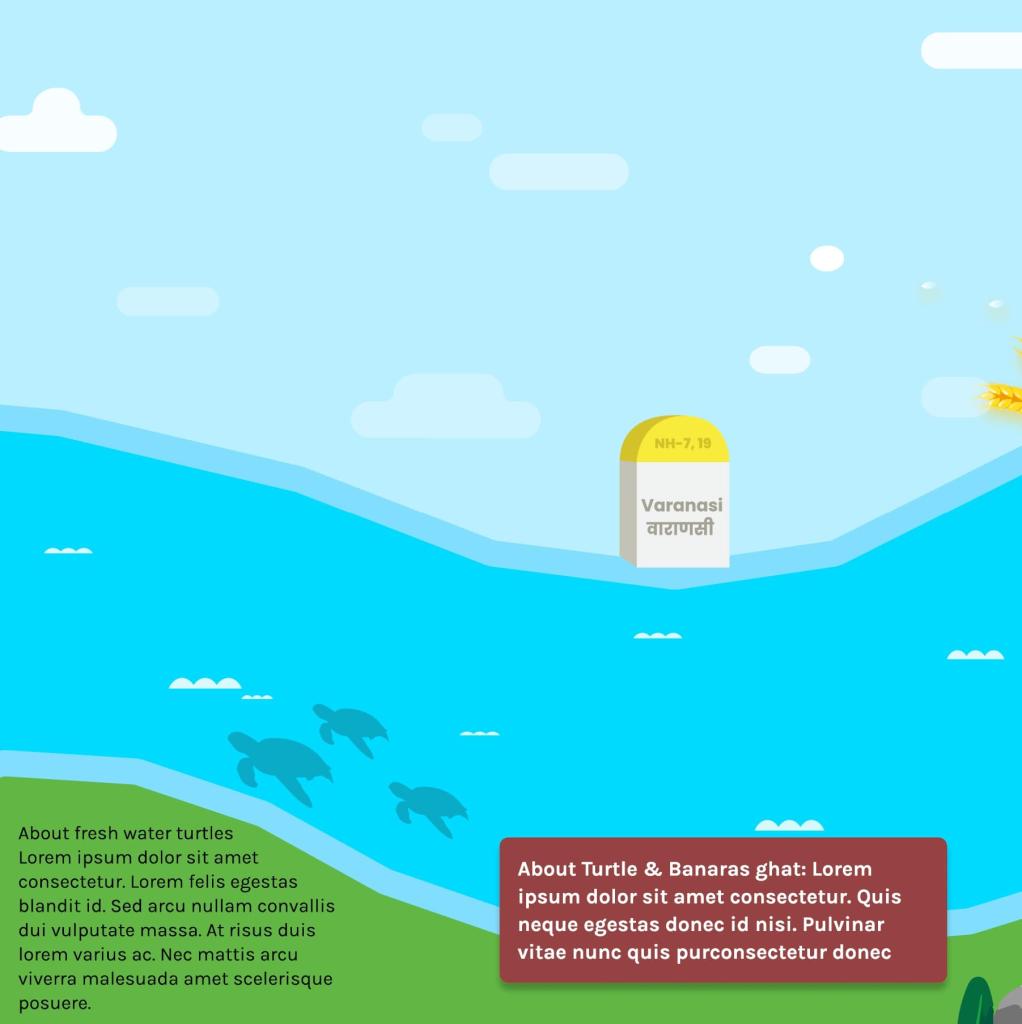 NH-7, 19
Varanasi
वाराणसी
About fresh water turtles
Lorem ipsum dolor sit amet
consectetur. Lorem felis egestas
blandit id. Sed arcu nullam convallis
dui vulputate massa. At risus duis
lorem varius ac. Nec mattis arcu
viverra malesuada amet scelerisque
posuere.
About Turtle & Banaras ghat: Lorem
ipsum dolor sit amet consectetur. Quis
neque egestas donec id nisi. Pulvinar
vitae nunc quis purconsectetur donec